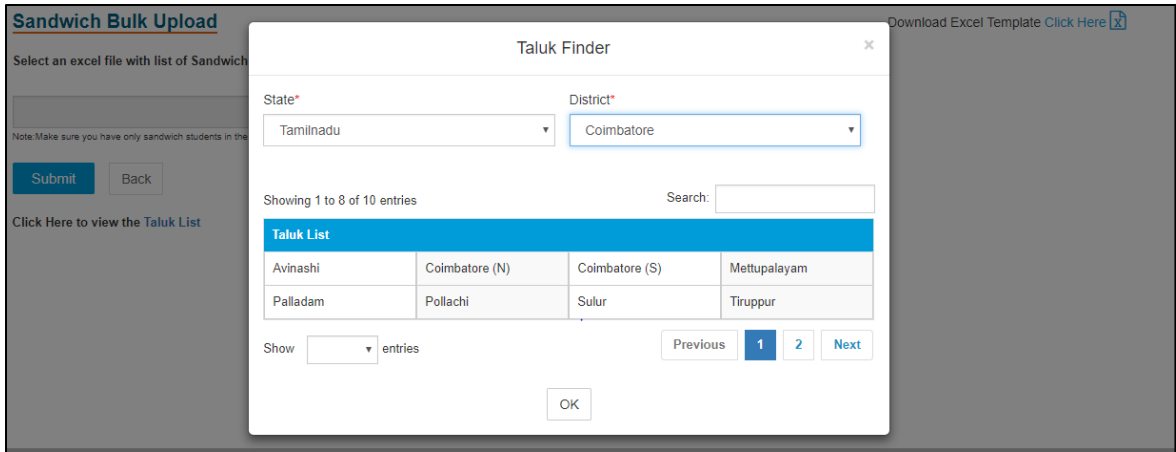 Sandwich Bulk Upload
Download Excel Template Click Here
Select an excel file with list of Sandwich
Note:Make sure you have only sandwich students in the
Submit Back
Click Here to view the Taluk List
Taluk Finder ×
State* District*
Tamilnadu Coimbatore
Showing 1 to 8 of 10 entries Search:
Taluk List
Avinashi Coimbatore (N) Coimbatore (S) Mettupalayam
Palladam Pollachi Sulur Tiruppur
Show entries Previous 1 2 Next
OK